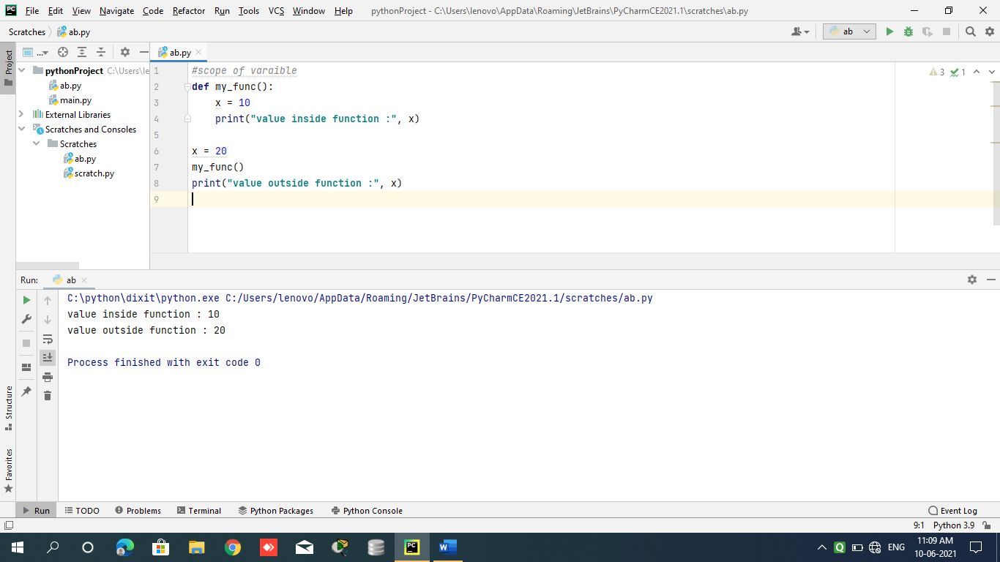 PC File Edit View Navigate Code Refactor Run Tools VCS Window Help pythonProject - C:\Users\lenovo\AppData\Roaming\JetBrains\PyCharmCE2021.1\scratches\ab.py
Scratches ab.py ab
Project
... ab.py
pythonProject C:\Users\le
ab.py
main.py
External Libraries
Scratches and Consoles
Scratches
ab.py
scratch.py
3 1
1 #scope of varaible
2 def my_func():
3 x = 10
4 print("value inside function :", x)
5
6 x = 20
7 my_func()
8 print("value outside function :", x)
9
Run: ab
C:\python\dixit\python.exe C:/Users/lenovo/AppData/Roaming/JetBrains/PyCharmCE2021.1/scratches/ab.py
value inside function : 10
value outside function : 20
Process finished with exit code 0
Structure
Favorites
Run TODO Problems Terminal Python Packages Python Console Event Log
9:1 Python 3.9
PC W Q ENG 11:09 AM
10-06-2021